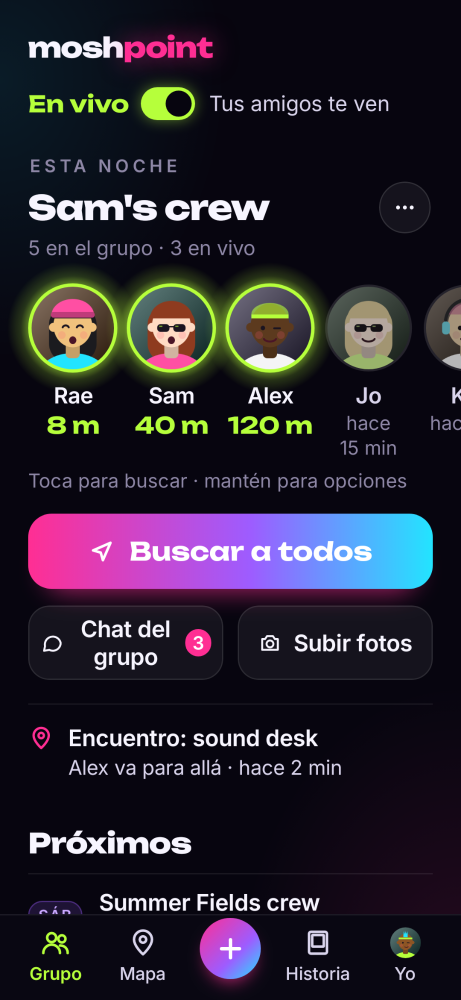 moshpoint
En vivo Tus amigos te ven
ESTA NOCHE
Sam's crew
5 en el grupo · 3 en vivo
Rae Sam Alex Jo
8 m 40 m 120 m hace
15 min
Toca para buscar · mantén para opciones
Buscar a todos
Chat del
grupo 3 Subir fotos
Encuentro: sound desk
Alex va para allá · hace 2 min
Próximos
SÁB Summer Fields crew
Grupo Mapa Historia Yo